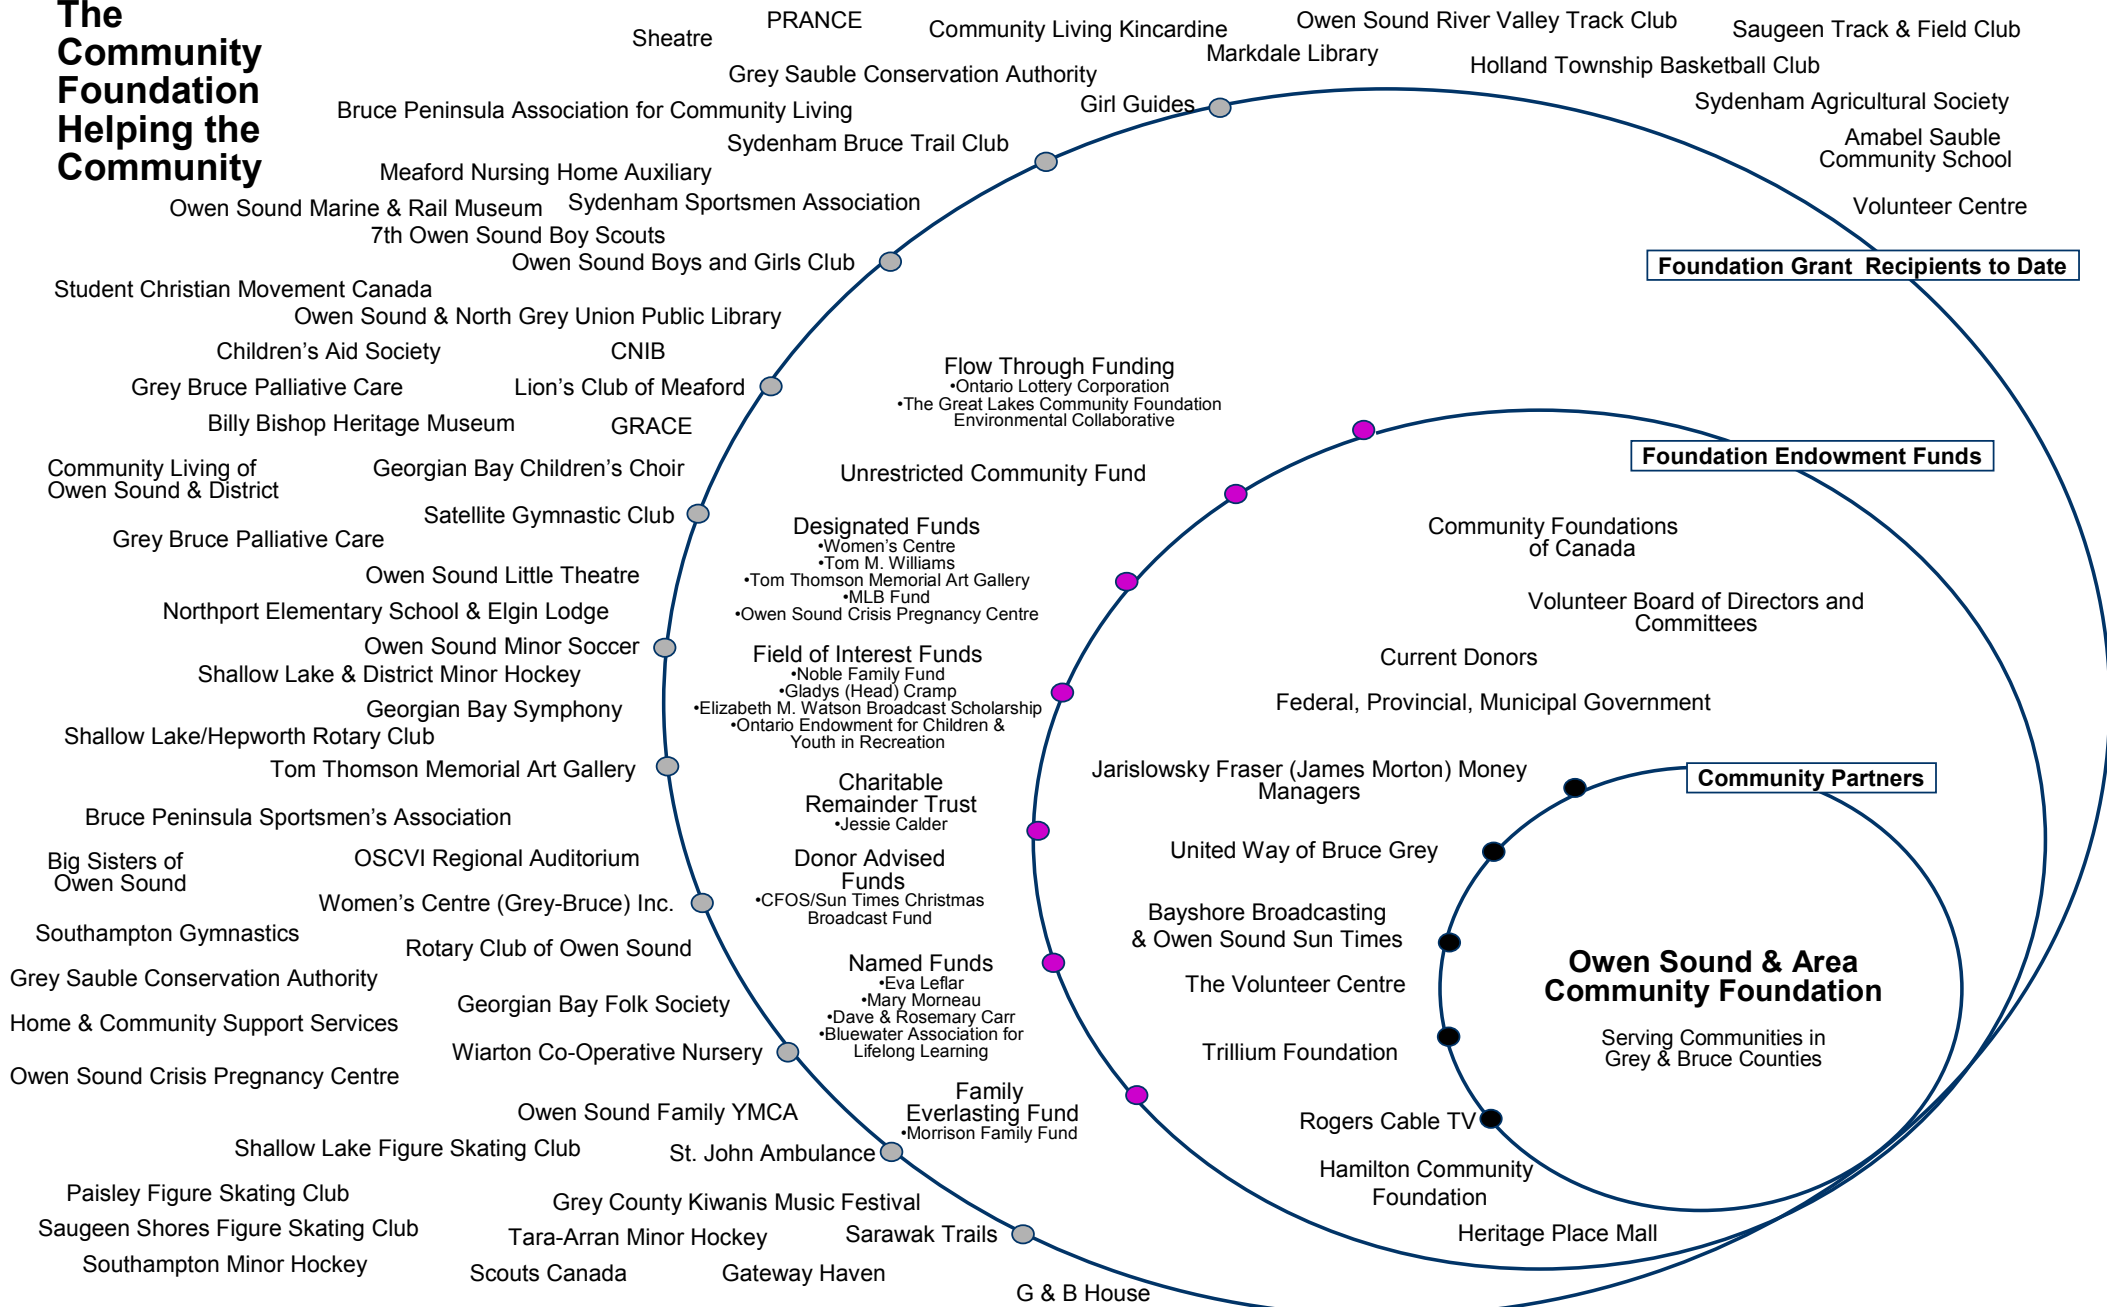 The
Community
Foundation
Helping the
Community
PRANCE
Sheatre
Community Living Kincardine
Owen Sound River Valley Track Club
Saugeen Track & Field Club
Markdale Library
Holland Township Basketball Club
Grey Sauble Conservation Authority
Girl Guides
Sydenham Agricultural Society
Bruce Peninsula Association for Community Living
Amabel Sauble
Community School
Sydenham Bruce Trail Club
Meaford Nursing Home Auxiliary
Volunteer Centre
Owen Sound Marine & Rail Museum
Sydenham Sportsmen Association
7th Owen Sound Boy Scouts
Owen Sound Boys and Girls Club
Foundation Grant  Recipients to Date
Student Christian Movement Canada
Owen Sound & North Grey Union Public Library
Children's Aid Society
CNIB
Grey Bruce Palliative Care
Lion's Club of Meaford
Billy Bishop Heritage Museum
GRACE
Community Living of
Owen Sound & District
Georgian Bay Children's Choir
Satellite Gymnastic Club
Grey Bruce Palliative Care
Owen Sound Little Theatre
Northport Elementary School & Elgin Lodge
Owen Sound Minor Soccer
Shallow Lake & District Minor Hockey
Georgian Bay Symphony
Shallow Lake/Hepworth Rotary Club
Tom Thomson Memorial Art Gallery
Bruce Peninsula Sportsmen's Association
Big Sisters of
Owen Sound
OSCVI Regional Auditorium
Women's Centre (Grey-Bruce) Inc.
Southampton Gymnastics
Rotary Club of Owen Sound
Grey Sauble Conservation Authority
Georgian Bay Folk Society
Home & Community Support Services
Wiarton Co-Operative Nursery
Owen Sound Crisis Pregnancy Centre
Owen Sound Family YMCA
Shallow Lake Figure Skating Club
St. John Ambulance
Paisley Figure Skating Club
Grey County Kiwanis Music Festival
Saugeen Shores Figure Skating Club
Tara-Arran Minor Hockey
Sarawak Trails
Southampton Minor Hockey
Scouts Canada
Gateway Haven
G & B House
Flow Through Funding
•Ontario Lottery Corporation
•The Great Lakes Community Foundation
Environmental Collaborative
Foundation Endowment Funds
Unrestricted Community Fund
Designated Funds
•Women's Centre
•Tom M. Williams
•Tom Thomson Memorial Art Gallery
•MLB Fund
•Owen Sound Crisis Pregnancy Centre
Field of Interest Funds
•Noble Family Fund
•Gladys (Head) Cramp
•Elizabeth M. Watson Broadcast Scholarship
•Ontario Endowment for Children &
Youth in Recreation
Charitable
Remainder Trust
•Jessie Calder
Donor Advised
Funds
•CFOS/Sun Times Christmas
Broadcast Fund
Named Funds
•Eva Leflar
•Mary Morneau
•Dave & Rosemary Carr
•Bluewater Association for
Lifelong Learning
Family
Everlasting Fund
•Morrison Family Fund
Community Foundations
of Canada
Volunteer Board of Directors and
Committees
Current Donors
Federal, Provincial, Municipal Government
Jarislowsky Fraser (James Morton) Money
Managers
Community Partners
United Way of Bruce Grey
Bayshore Broadcasting
& Owen Sound Sun Times
The Volunteer Centre
Trillium Foundation
Rogers Cable TV
Hamilton Community
Foundation
Heritage Place Mall
Owen Sound & Area
Community Foundation
Serving Communities in
Grey & Bruce Counties